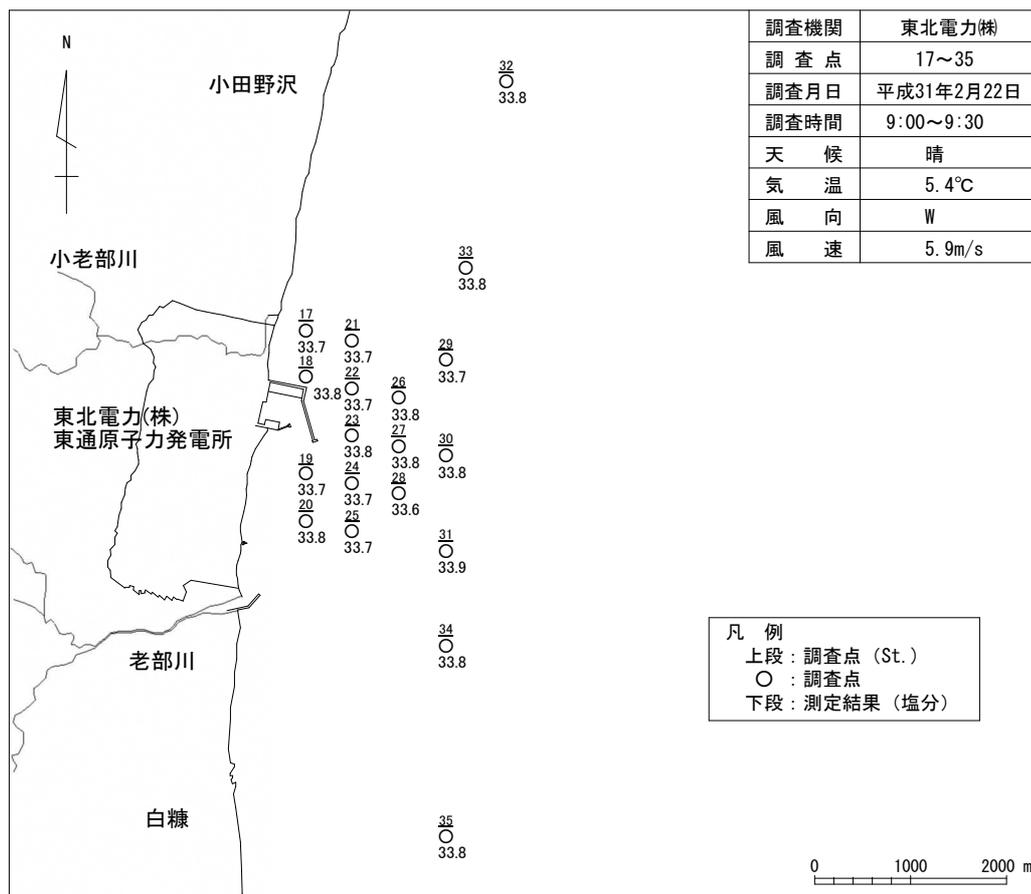 調査機関 東北電力㈱
調 査 点 17～35
調査月日 平成31年2月22日
調査時間 9:00～9:30
天 候 晴
気 温 5.4℃
風 向 W
風 速 5.9m/s
N
小田野沢
32
33.8
小老部川
33
33.8
17
33.7
21
33.7
18
33.8
22
33.7
29
33.7
26
33.8
東北電力(株)
東通原子力発電所
23
33.8
27
33.8
30
33.8
19
33.7
24
33.7
28
33.6
20
33.8
25
33.7
31
33.9
34
33.8
老部川
凡 例
上段：調査点（St.）
○ ：調査点
下段：測定結果（塩分）
白糠
35
33.8
0 1000 2000 m